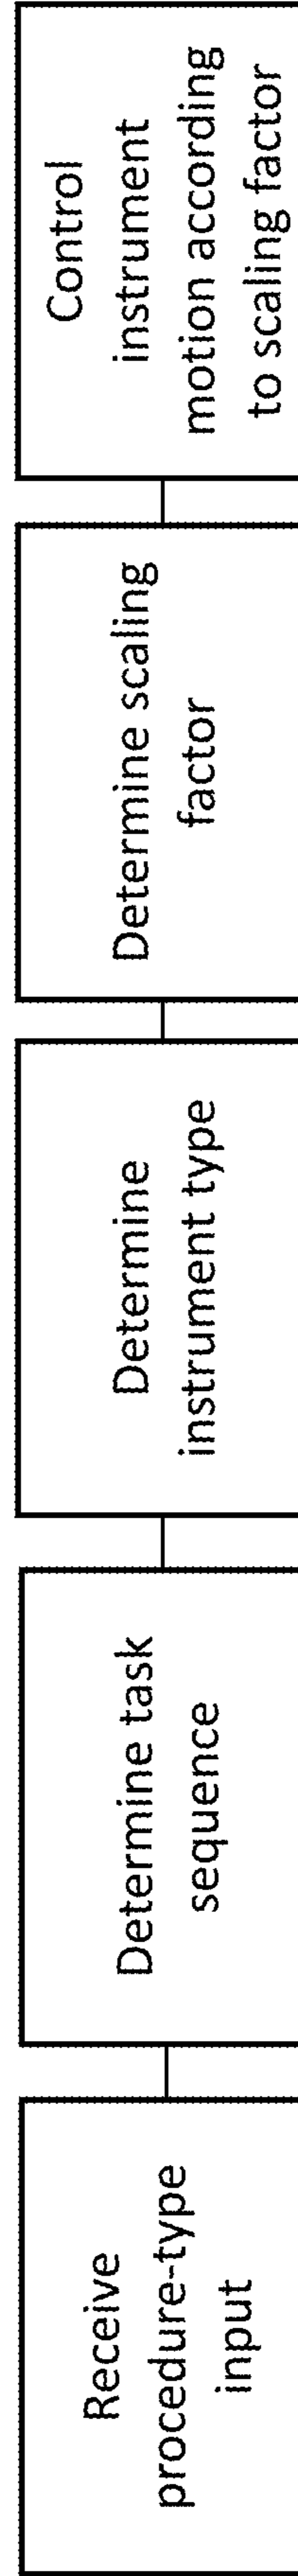 Receive
procedure-type
input
Determine task
sequence
Determine
instrument type
Determine scaling
factor
Control
instrument
motion according
to scaling factor